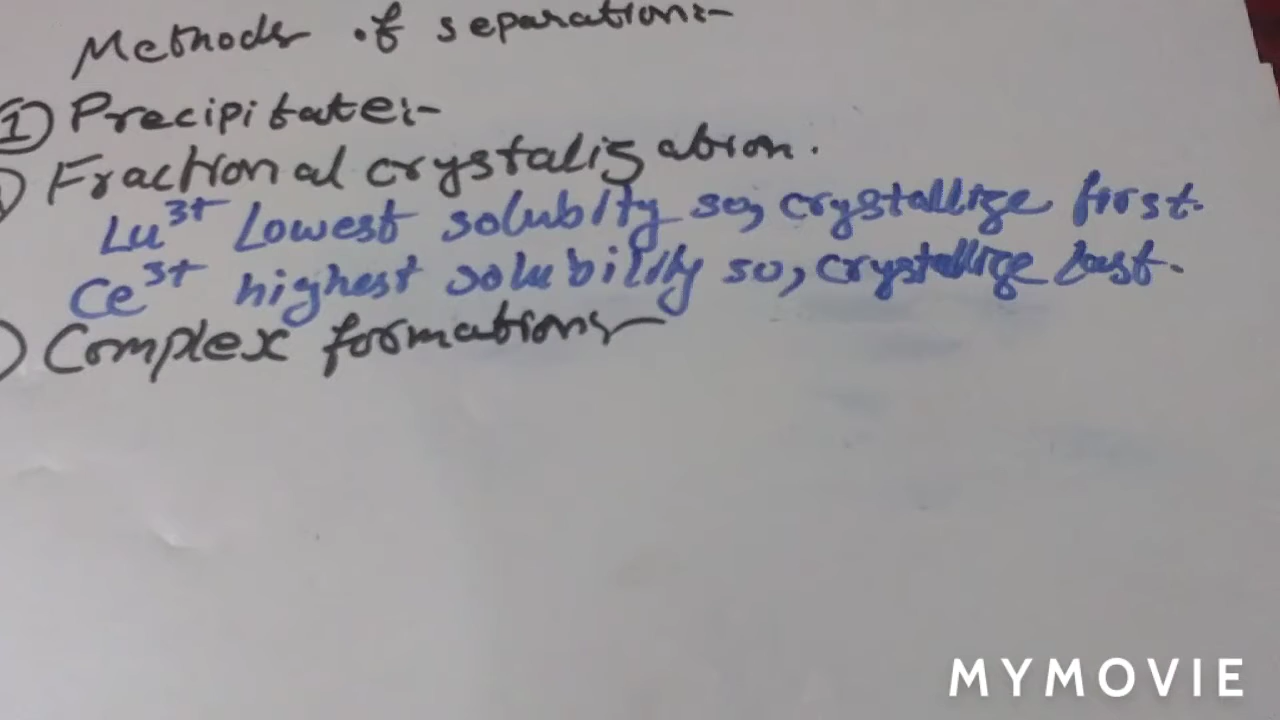 Methods of separation:-
1 Precipitate:-
Fractional crystalisation.
Lu3+ Lowest solubity so, crystallize first.
Ce3+ highest solubility so, crystallize last.
Complex formation:-
MYMOVIE